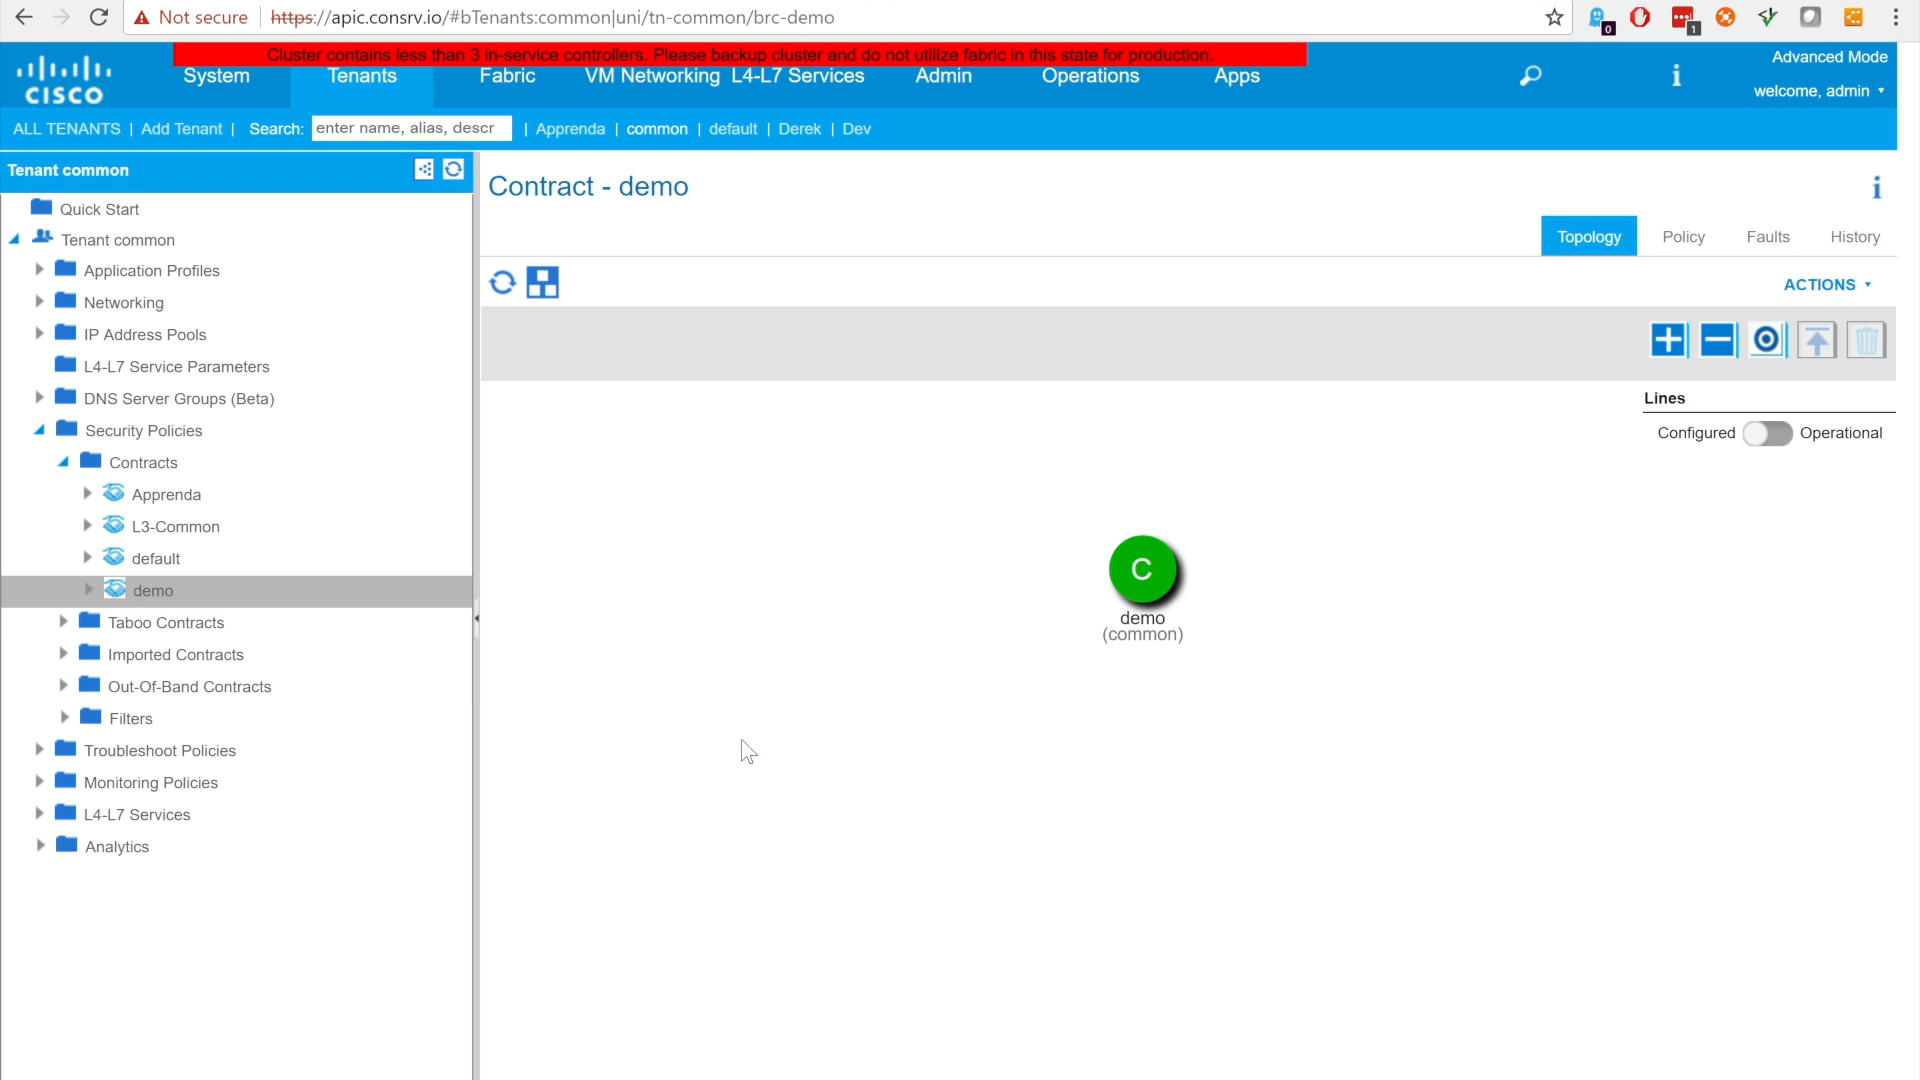 Not secure | https://apic.consrv.io/#bTenants:common|uni/tn-common/brc-demo
0
1
Cluster contains less than 3 in-service controllers. Please backup cluster and do not utilize fabric in this state for production.
Advanced Mode
CISCO
System Tenants Fabric VM Networking L4-L7 Services Admin Operations Apps
i
welcome, admin
ALL TENANTS | Add Tenant | Search: enter name, alias, descr | Apprenda | common | default | Derek | Dev
Tenant common
Contract - demo
i
Quick Start
Tenant common
Topology Policy Faults History
Application Profiles
ACTIONS
Networking
IP Address Pools
L4-L7 Service Parameters
DNS Server Groups (Beta)
Lines
Security Policies
Configured Operational
Contracts
Apprenda
L3-Common
default
C
demo
demo
(common)
Taboo Contracts
Imported Contracts
Out-Of-Band Contracts
Filters
Troubleshoot Policies
Monitoring Policies
L4-L7 Services
Analytics